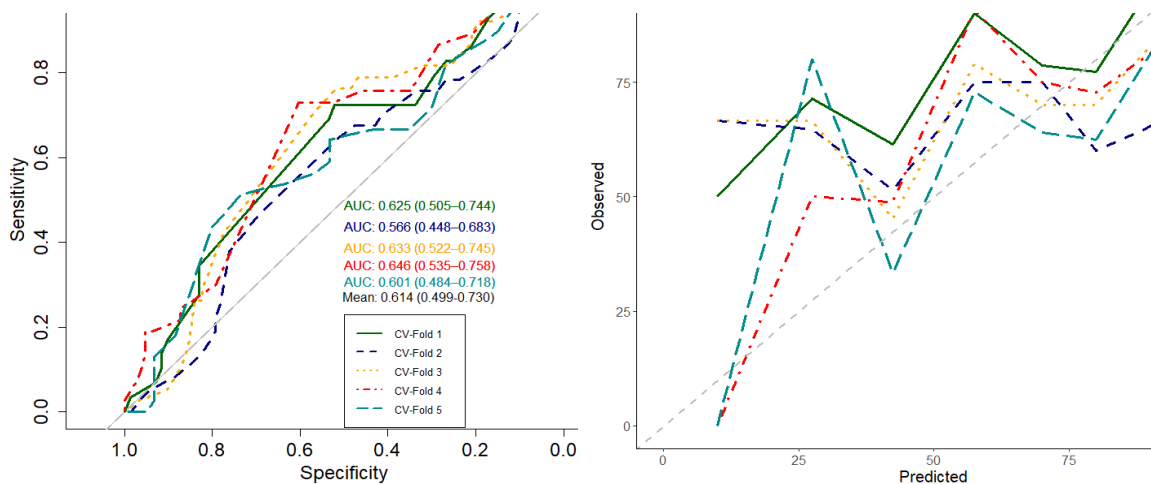 0.8
0.6
0.4
0.2
0.0
Sensitivity
AUC: 0.625 (0.505–0.744)
AUC: 0.566 (0.448–0.683)
AUC: 0.633 (0.522–0.745)
AUC: 0.646 (0.535–0.758)
AUC: 0.601 (0.484–0.718)
Mean: 0.614 (0.499-0.730)
CV-Fold 1
CV-Fold 2
CV-Fold 3
CV-Fold 4
CV-Fold 5
1.0 0.8 0.6 0.4 0.2 0.0
Specificity
75
50
25
0
Observed
0 25 50 75
Predicted